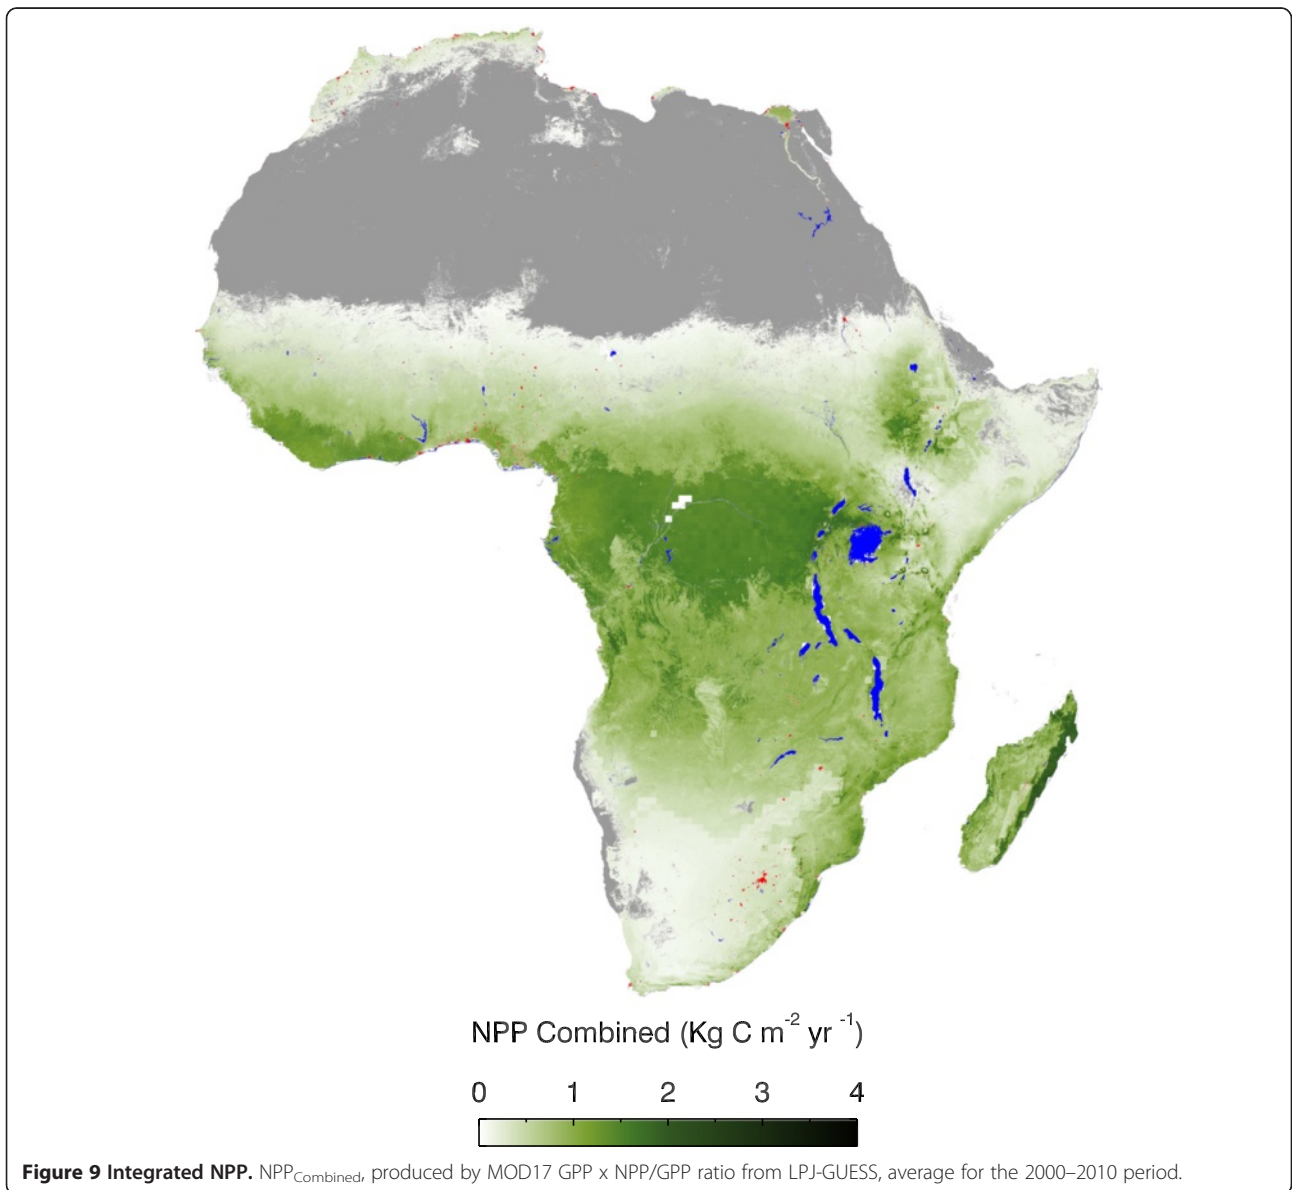 NPP Combined (Kg C m-2 yr -1)
0 1 2 3 4
Figure 9 Integrated NPP. NPPCombined, produced by MOD17 GPP x NPP/GPP ratio from LPJ-GUESS, average for the 2000–2010 period.